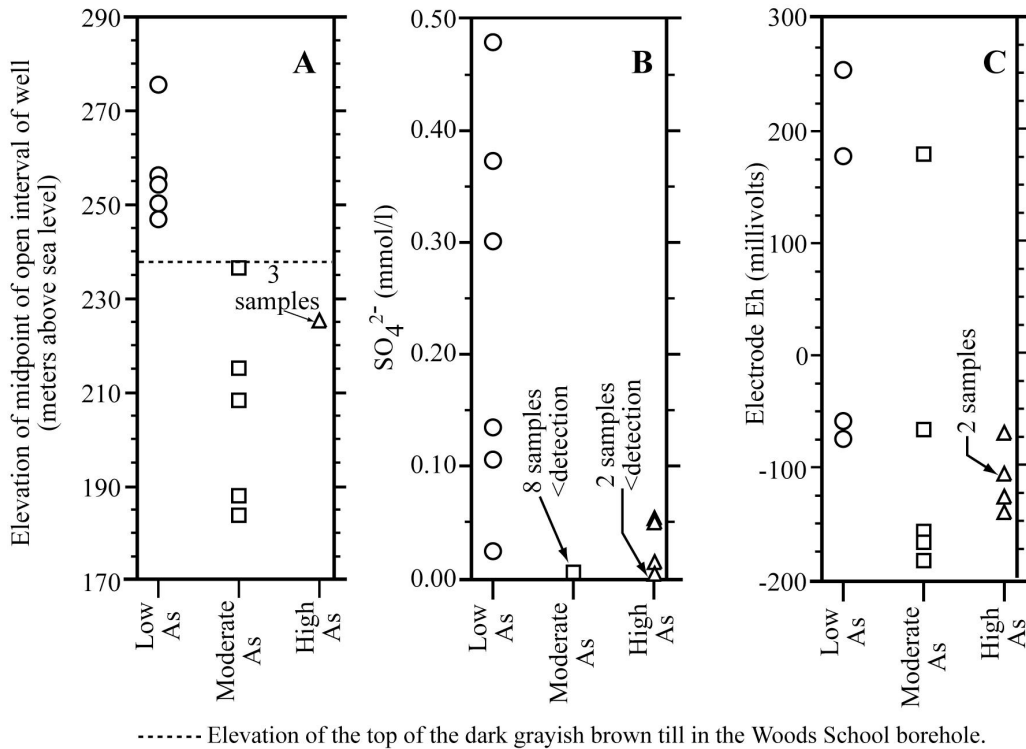 Elevation of midpoint of open interval of well
(meters above sea level)
290
270
250
230
210
190
170
A
3
samples
Low
As
Moderate
As
High
As
SO₄²⁻ (mmol/l)
0.50
0.40
0.30
0.20
0.10
0.00
B
8 samples
<detection
2 samples
<detection
Low
As
Moderate
As
High
As
Electrode Eh (millivolts)
300
200
100
0
-100
-200
C
2 samples
Low
As
Moderate
As
High
As
Elevation of the top of the dark grayish brown till in the Woods School borehole.